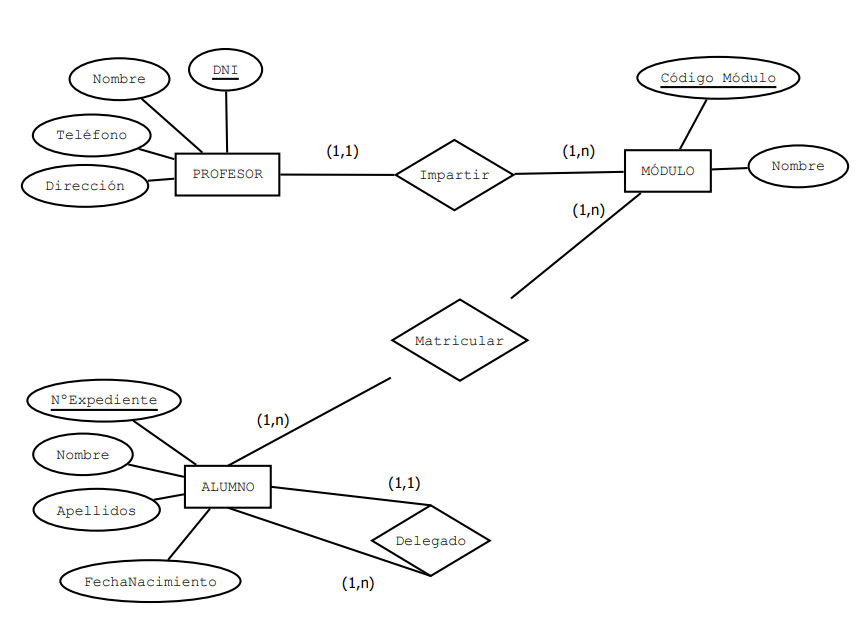 DNI
Nombre
Código Módulo
Teléfono
(1,1)
(1,n)
Nombre
PROFESOR
Impartir
MÓDULO
Dirección
(1,n)
Matricular
NºExpediente
(1,n)
Nombre
ALUMNO
(1,1)
Apellidos
Delegado
FechaNacimiento
(1,n)